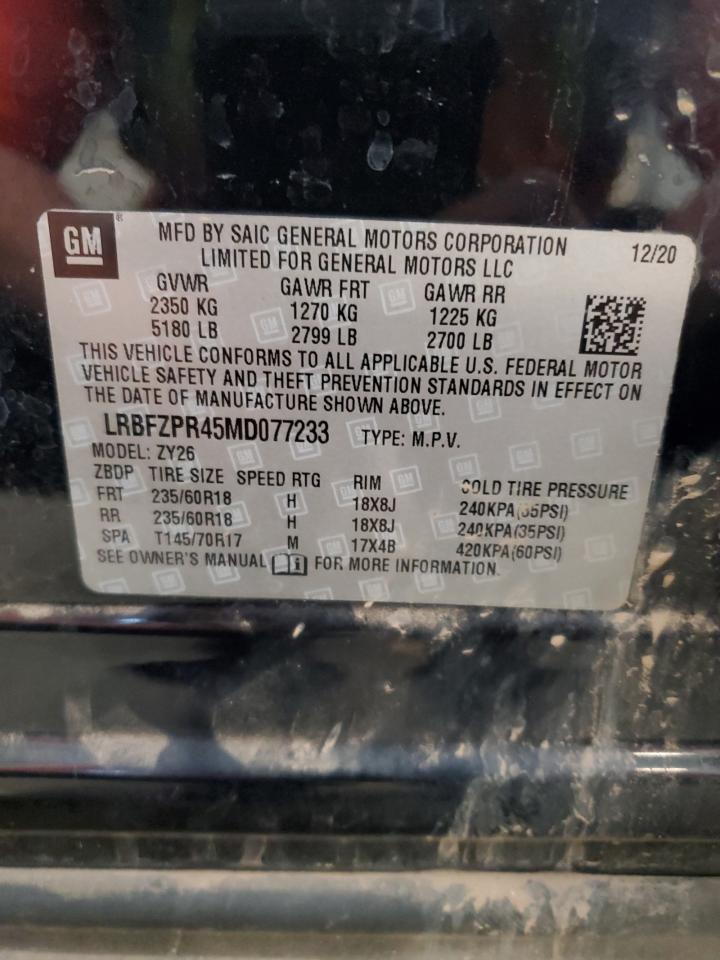 GM ® MFD BY SAIC GENERAL MOTORS CORPORATION 12/20
LIMITED FOR GENERAL MOTORS LLC
GVWR GAWR FRT GAWR RR
2350 KG 1270 KG 1225 KG
5180 LB 2799 LB 2700 LB
THIS VEHICLE CONFORMS TO ALL APPLICABLE U.S. FEDERAL MOTOR
VEHICLE SAFETY AND THEFT PREVENTION STANDARDS IN EFFECT ON
THE DATE OF MANUFACTURE SHOWN ABOVE.
LRBFZPR45MD077233 TYPE: M.P.V.
MODEL: ZY26
ZBDP TIRE SIZE SPEED RTG RIM COLD TIRE PRESSURE
FRT 235/60R18 H 18X8J 240KPA(35PSI)
RR 235/60R18 H 18X8J 240KPA(35PSI)
SPA T145/70R17 M 17X4B 420KPA(60PSI)
SEE OWNER'S MANUAL FOR MORE INFORMATION.